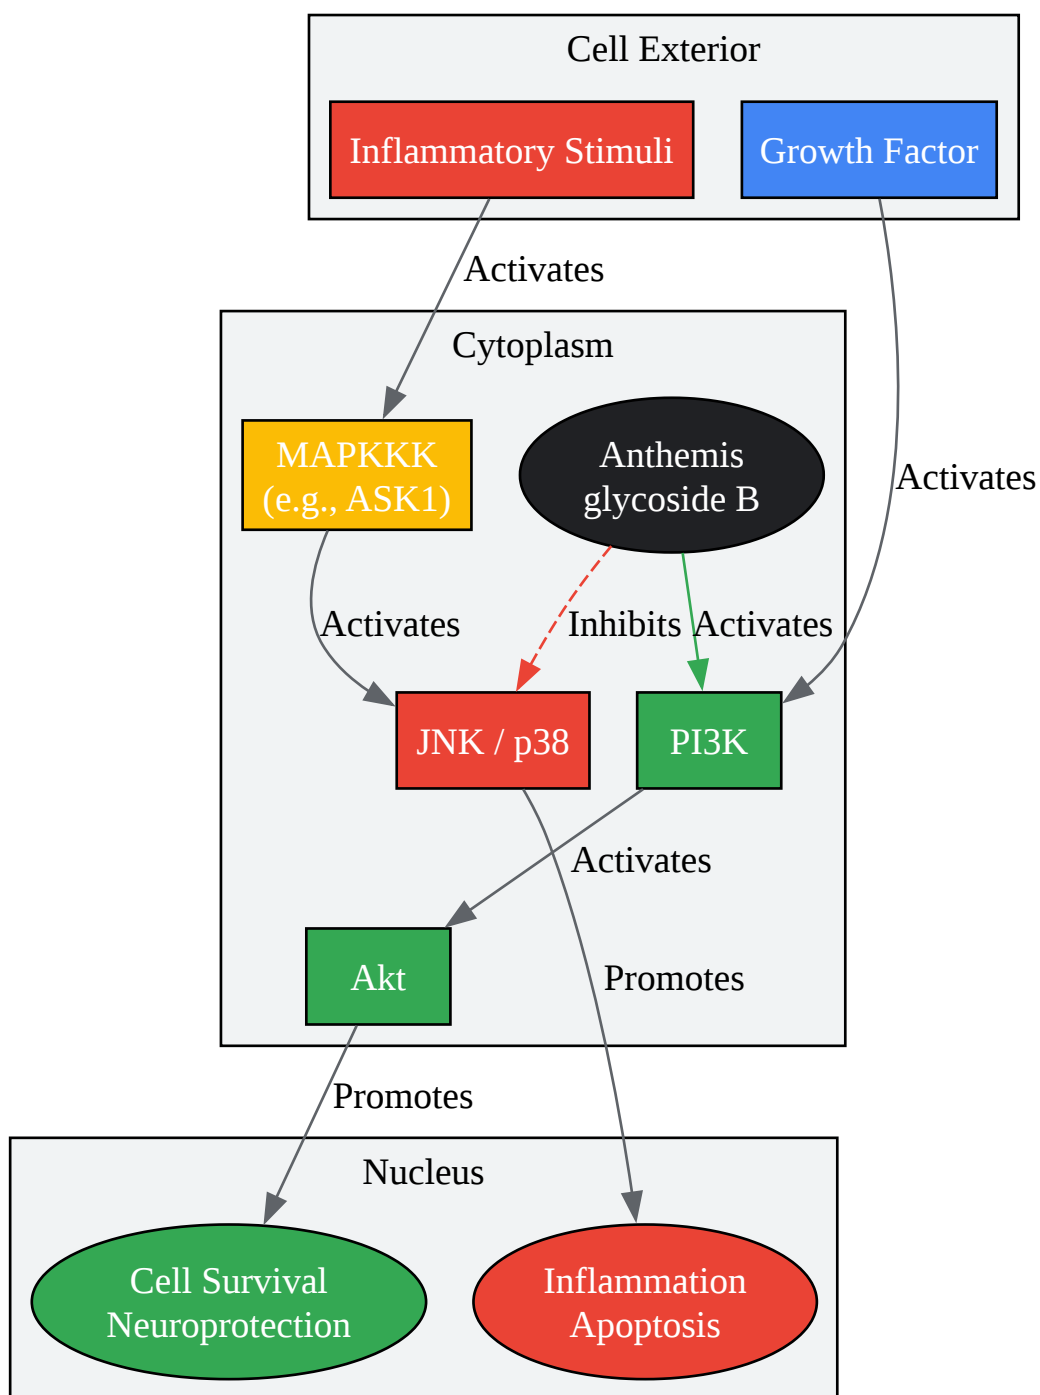 Cell Exterior
Inflammatory Stimuli
Growth Factor
Activates
Cytoplasm
MAPKKK
(e.g., ASK1)
Anthemis
glycoside B
Activates
Activates
Inhibits
Activates
JNK / p38
PI3K
Activates
Akt
Promotes
Promotes
Nucleus
Cell Survival
Neuroprotection
Inflammation
Apoptosis